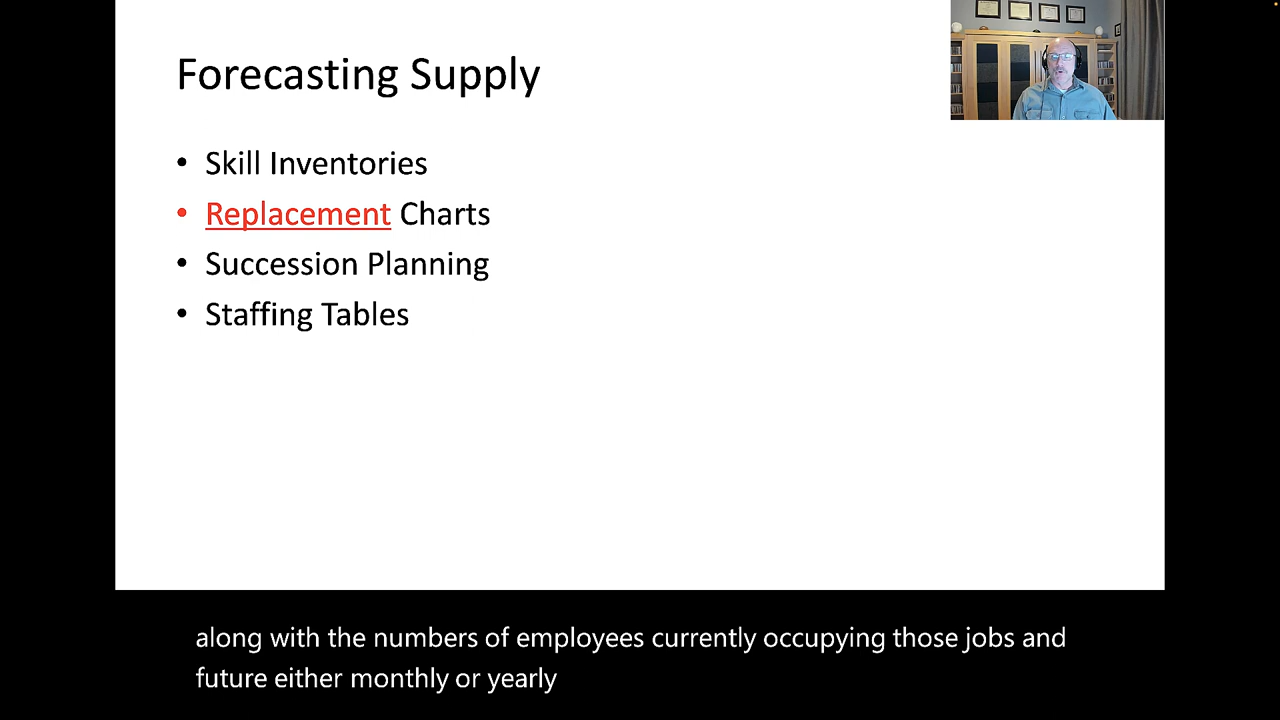 Forecasting Supply
• Skill Inventories
• Replacement Charts
• Succession Planning
• Staffing Tables
along with the numbers of employees currently occupying those jobs and
future either monthly or yearly